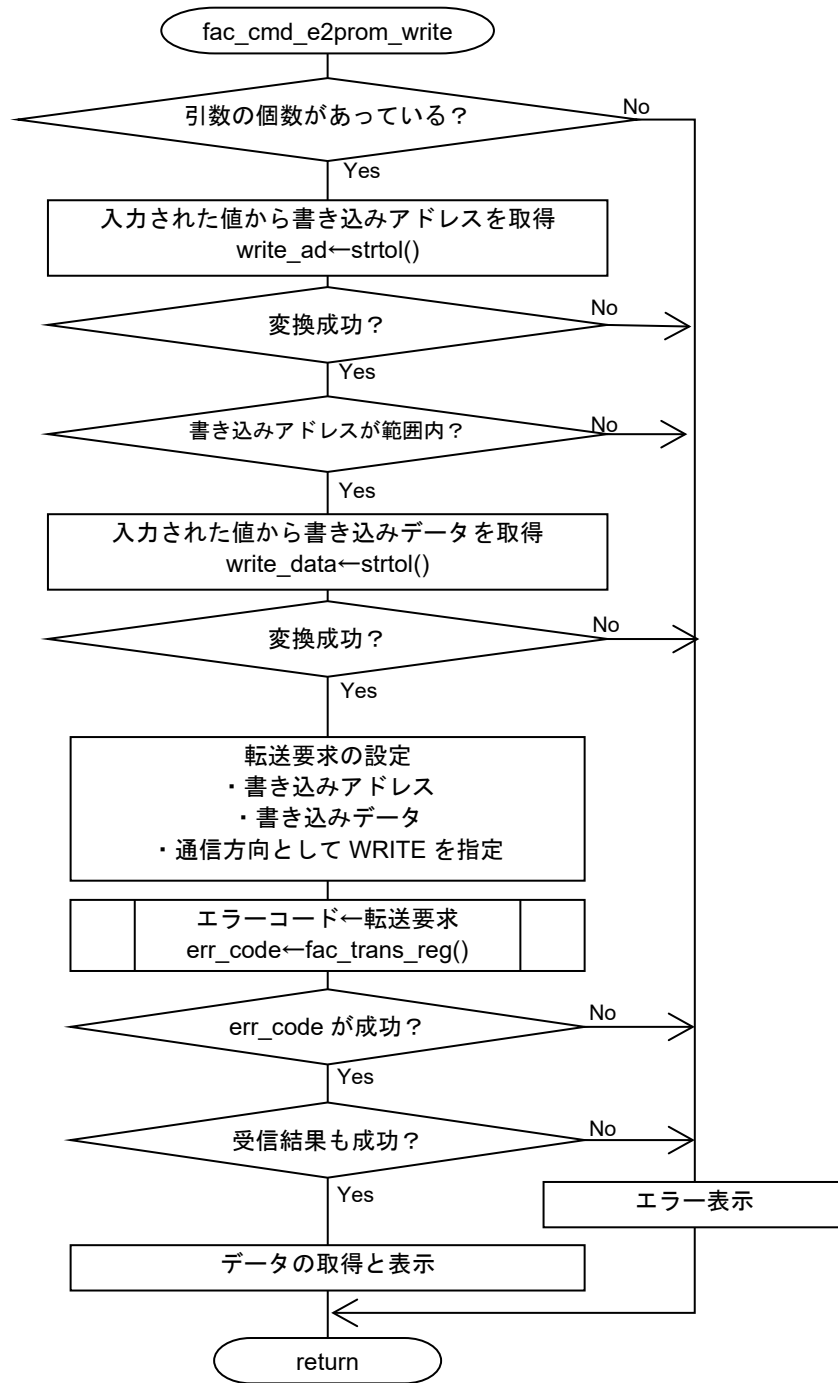 fac_cmd_e2prom_write
引数の個数があっている？
No
Yes
入力された値から書き込みアドレスを取得
write_ad←strtol()
変換成功？
No
Yes
書き込みアドレスが範囲内？
No
Yes
入力された値から書き込みデータを取得
write_data←strtol()
変換成功？
No
Yes
転送要求の設定
・書き込みアドレス
・書き込みデータ
・通信方向として WRITE を指定
エラーコード←転送要求
err_code←fac_trans_reg()
err_code が成功？
No
Yes
受信結果も成功？
No
Yes
エラー表示
データの取得と表示
return